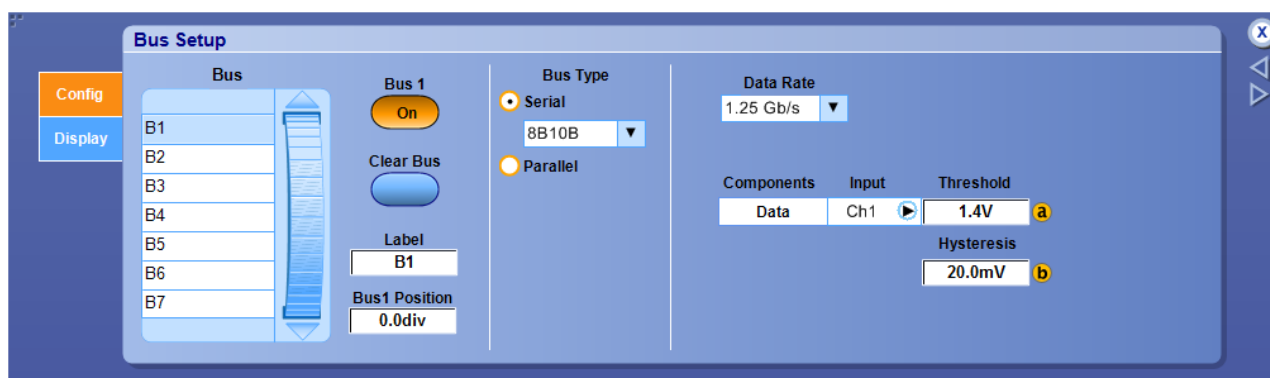 Bus Setup
Config
Display
Bus
B1
B2
B3
B4
B5
B6
B7
Bus 1
On
Clear Bus
Label
B1
Bus1 Position
0.0div
Bus Type
Serial
8B10B
Parallel
Data Rate
1.25 Gb/s
Components Input Threshold
Data Ch1 1.4V a
Hysteresis
20.0mV b
X